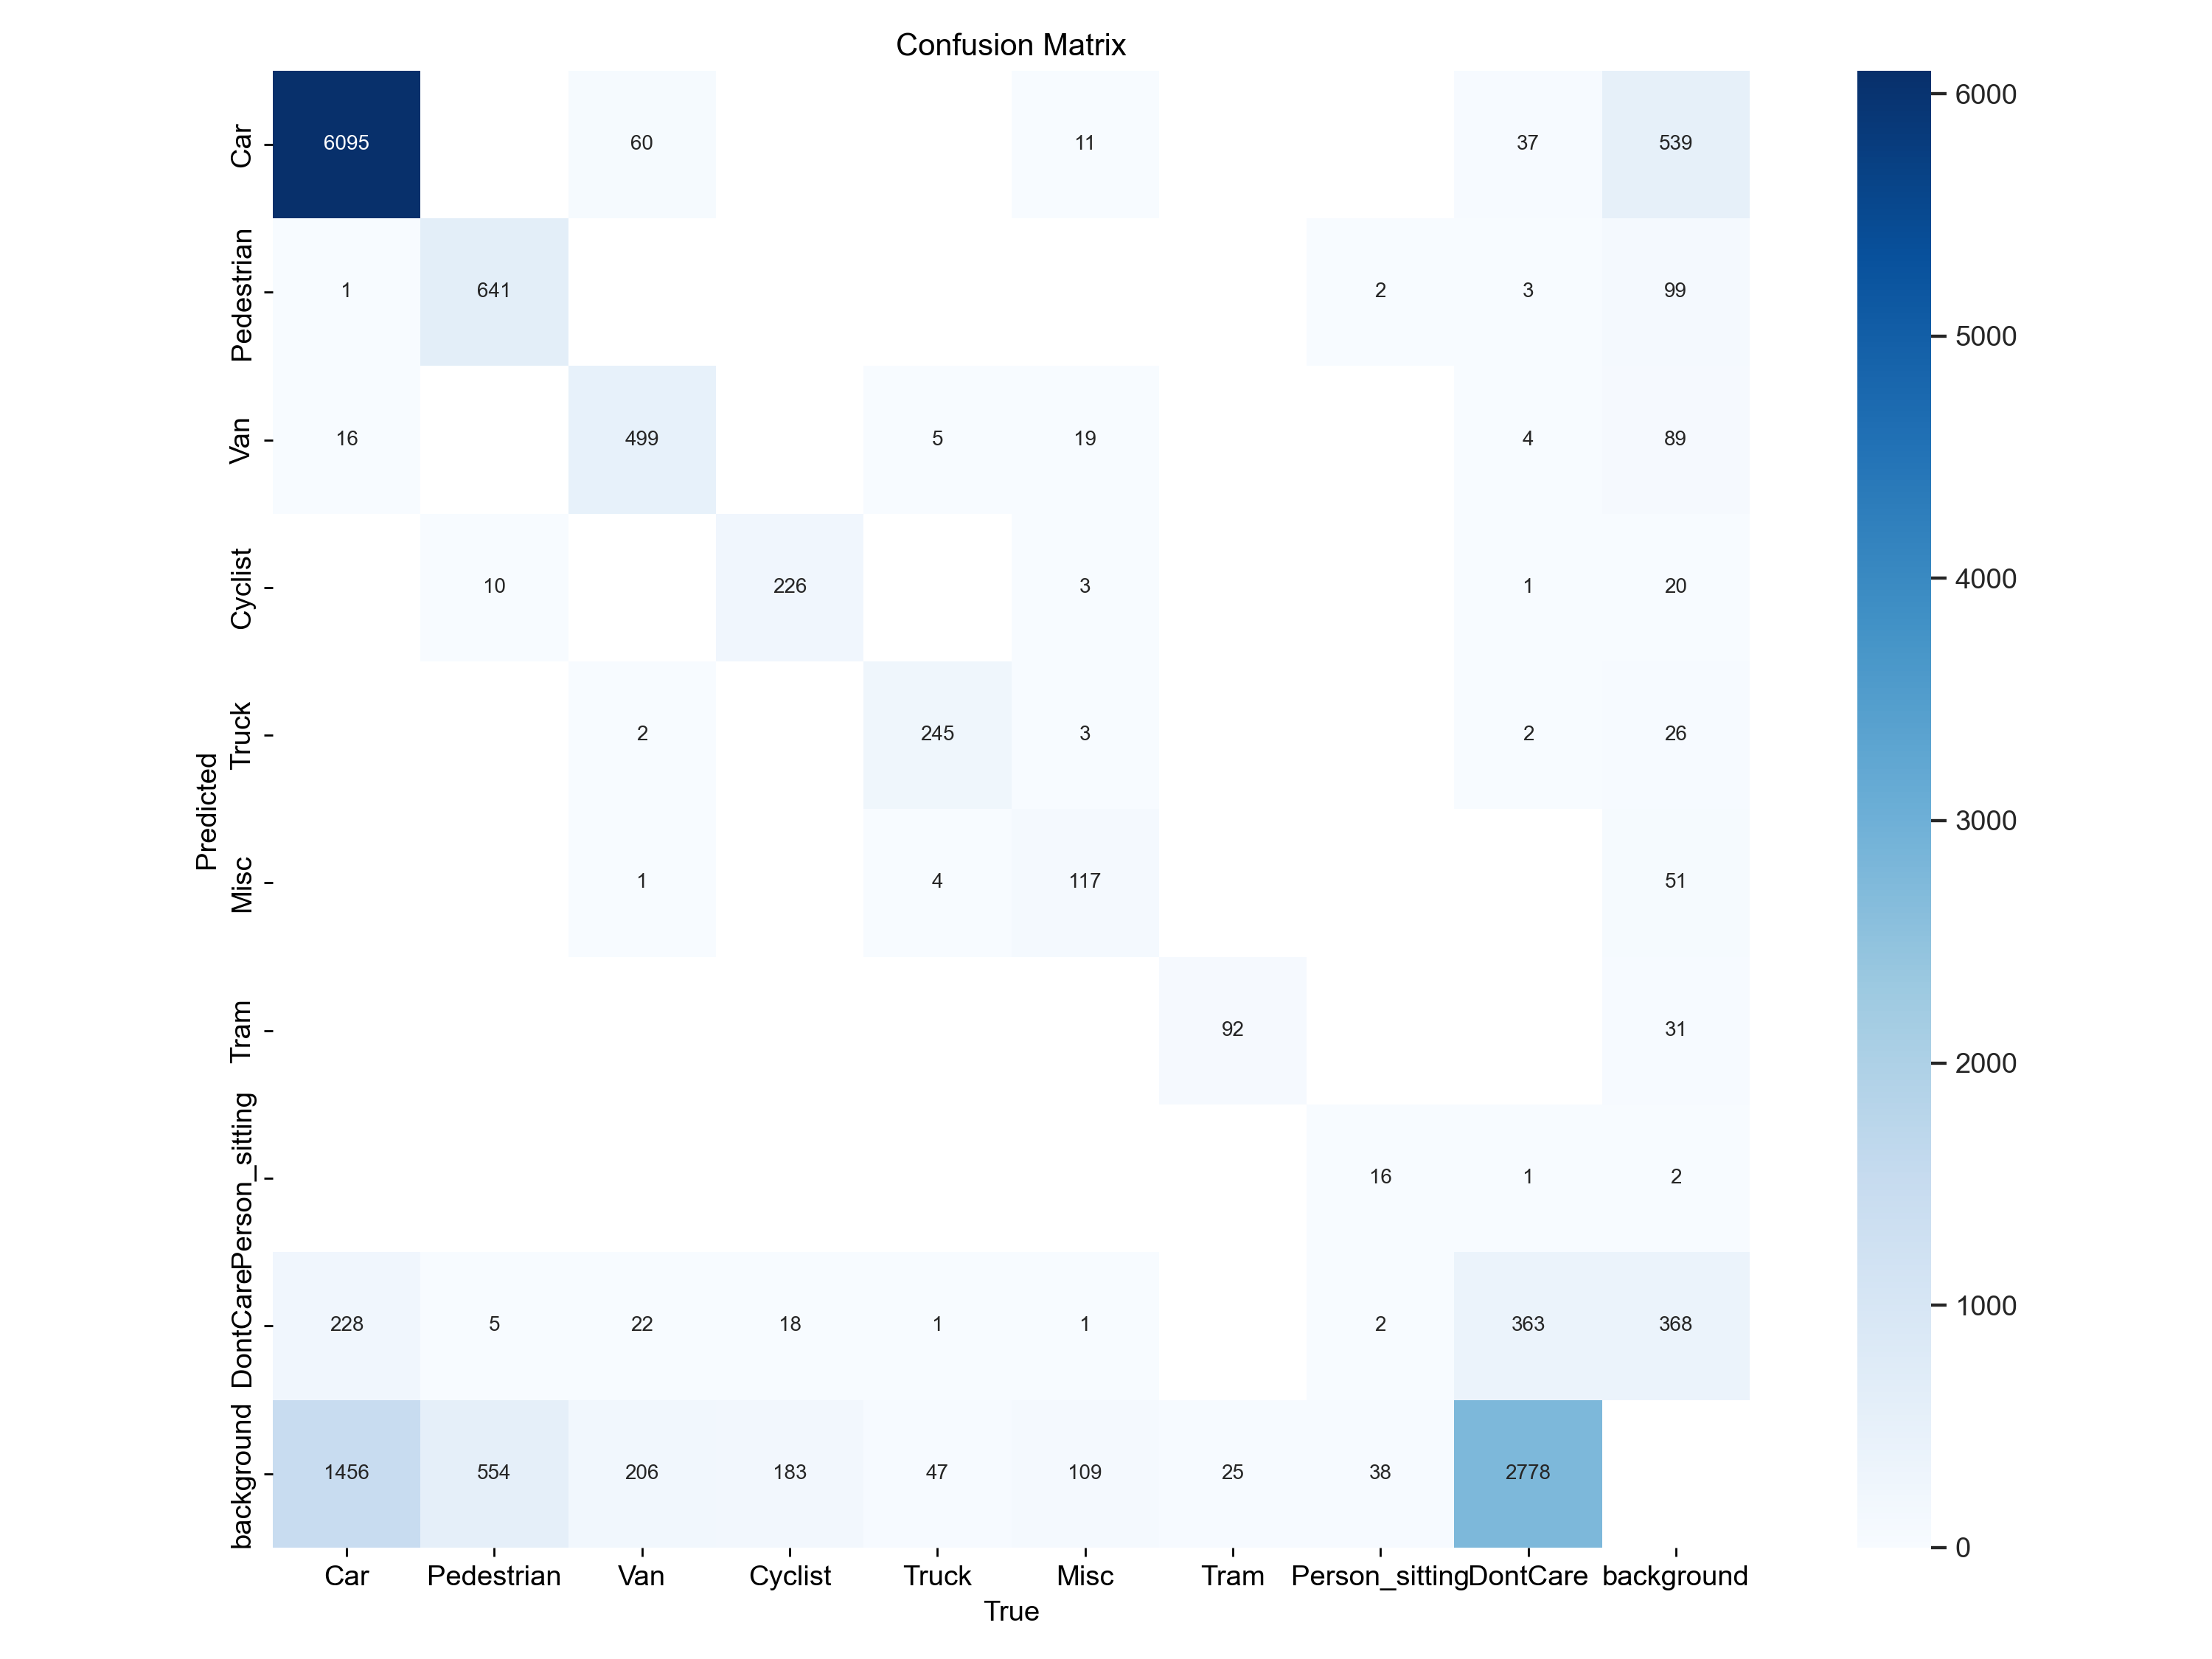 Confusion Matrix
Car 6095 60 11 37 539
Pedestrian 1 641 2 3 99
Van 16 499 5 19 4 89
Cyclist 10 226 3 1 20
Truck 2 245 3 2 26
Misc 1 4 117 51
Tram 92 31
Person_sitting 16 1 2
DontCare 228 5 22 18 1 1 2 363 368
background 1456 554 206 183 47 109 25 38 2778
Predicted
Car Pedestrian Van Cyclist Truck Misc Tram Person_sitting DontCare background
True
6000
5000
4000
3000
2000
1000
0